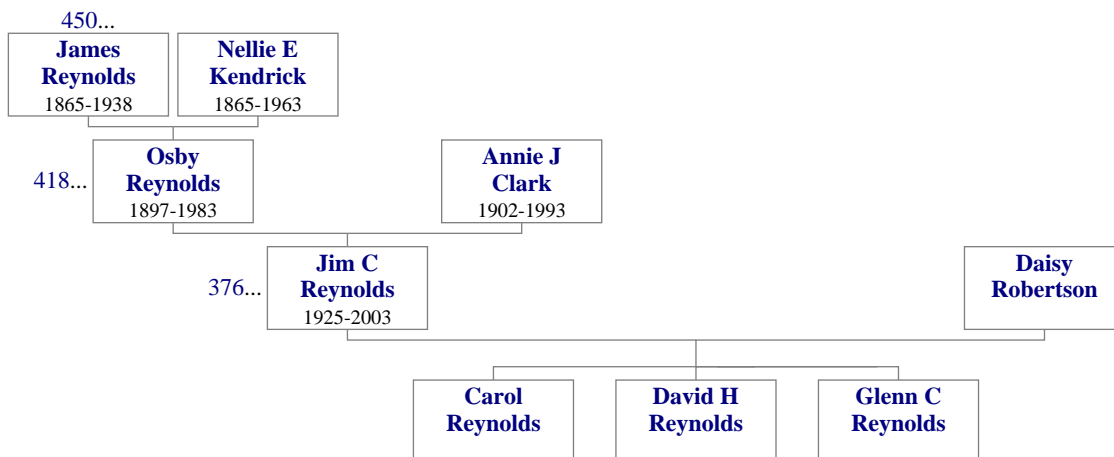 450...
James
Reynolds
1865-1938
Nellie E
Kendrick
1865-1963
418...
Osby
Reynolds
1897-1983
Annie J
Clark
1902-1993
376...
Jim C
Reynolds
1925-2003
Daisy
Robertson
Carol
Reynolds
David H
Reynolds
Glenn C
Reynolds